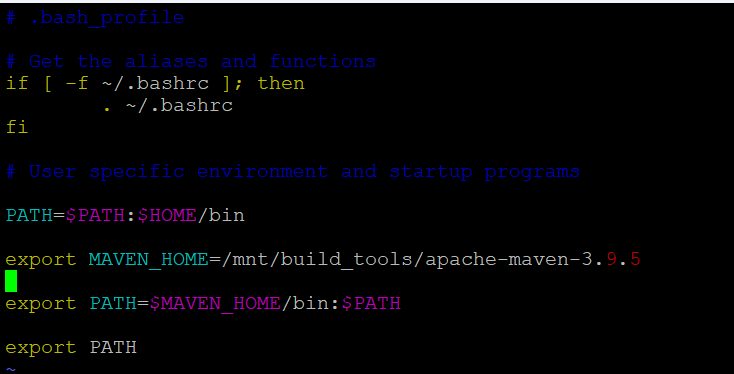 # .bash_profile
# Get the aliases and functions
if [ -f ~/.bashrc ]; then
        . ~/.bashrc
fi
# User specific environment and startup programs
PATH=$PATH:$HOME/bin
export MAVEN_HOME=/mnt/build_tools/apache-maven-3.9.5
export PATH=$MAVEN_HOME/bin:$PATH
export PATH
~